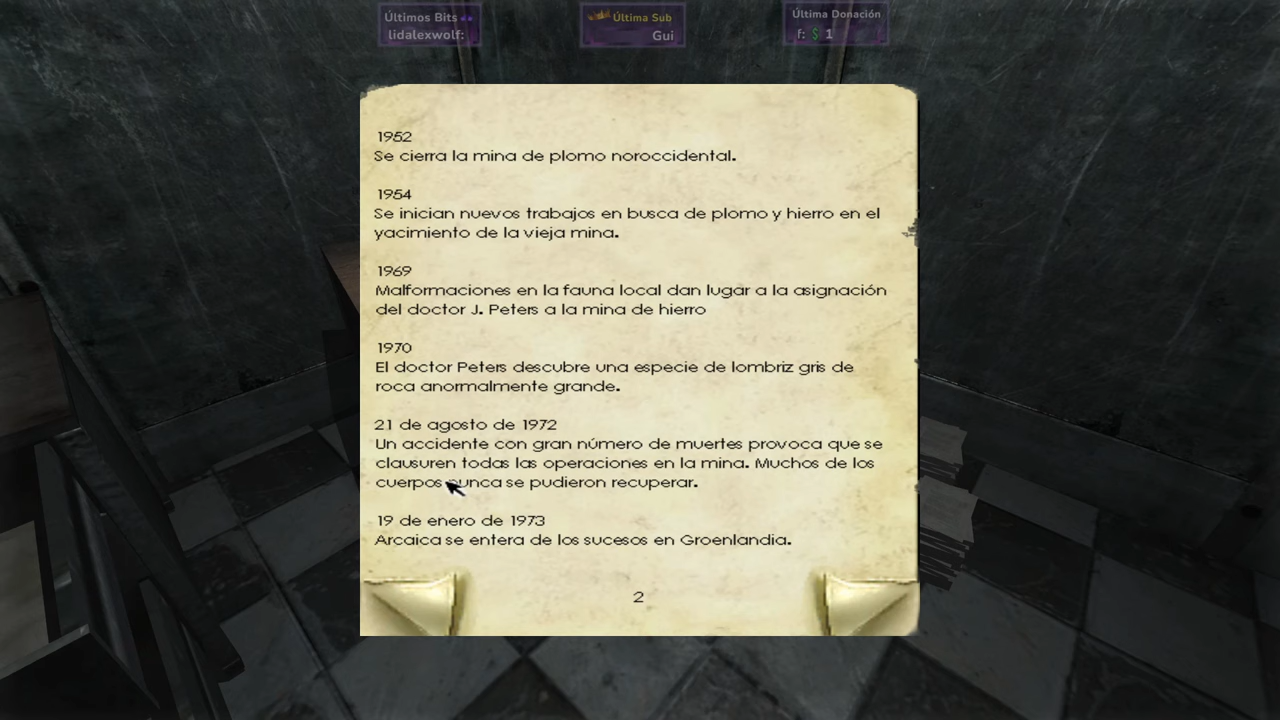 Últimos Bits
lidalexwolf:
Última Sub
Gui
Última Donación
f: $ 1
1952
Se cierra la mina de plomo noroccidental.
1954
Se inician nuevos trabajos en busca de plomo y hierro en el
yacimiento de la vieja mina.
1969
Malformaciones en la fauna local dan lugar a la asignación
del doctor J. Peters a la mina de hierro
1970
El doctor Peters descubre una especie de lombriz gris de
roca anormalmente grande.
21 de agosto de 1972
Un accidente con gran número de muertes provoca que se
clausuren todas las operaciones en la mina. Muchos de los
cuerpos nunca se pudieron recuperar.
19 de enero de 1973
Arcaica se entera de los sucesos en Groenlandia.
2